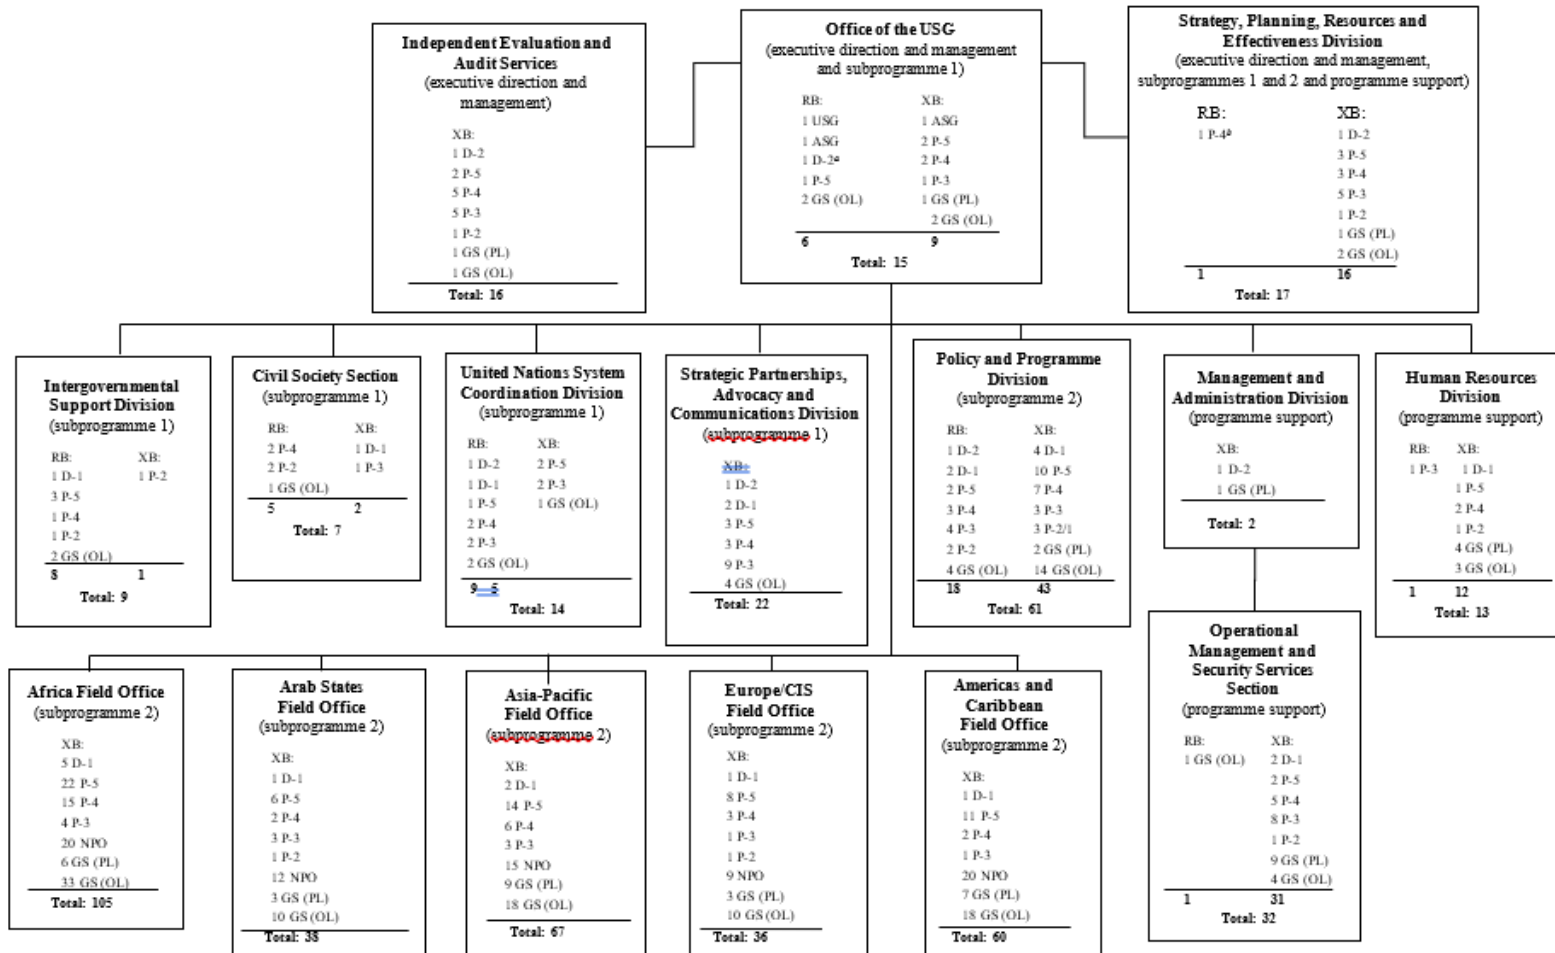 Independent Evaluation and
Audit Services
(executive direction and
management)
XB:
1 D-2
2 P-5
5 P-4
5 P-3
1 P-2
1 GS (PL)
1 GS (OL)
Total: 16
Office of the USG
(executive direction and management
and subprogramme 1)
RB: XB:
1 USG 1 ASG
1 ASG 2 P-5
1 D-2ᵃ 2 P-4
1 P-5 1 P-3
2 GS (OL) 1 GS (PL)
2 GS (OL)
6 9
Total: 15
Strategy, Planning, Resources and
Effectiveness Division
(executive direction and management,
subprogrammes 1 and 2 and programme support)
RB: XB:
1 P-4ᵇ 1 D-2
3 P-5
3 P-4
5 P-3
1 P-2
1 GS (PL)
2 GS (OL)
1 16
Total: 17
Intergovernmental
Support Division
(subprogramme 1)
RB: XB:
1 D-1 1 P-2
3 P-5
1 P-4
1 P-2
2 GS (OL)
8 1
Total: 9
Civil Society Section
(subprogramme 1)
RB: XB:
2 P-4 1 D-1
2 P-2 1 P-3
1 GS (OL)
5 2
Total: 7
United Nations System
Coordination Division
(subprogramme 1)
RB: XB:
1 D-2 2 P-5
1 D-1 2 P-3
1 P-5 1 GS (OL)
2 P-4
2 P-3
2 GS (OL)
9 5
Total: 14
Strategic Partnerships,
Advocacy and
Communications Division
(subprogramme 1)
XB:
1 D-2
2 D-1
3 P-5
3 P-4
9 P-3
4 GS (OL)
Total: 22
Policy and Programme
Division
(subprogramme 2)
RB: XB:
1 D-2 4 D-1
2 D-1 10 P-5
2 P-5 7 P-4
3 P-4 3 P-3
4 P-3 3 P-2/1
2 P-2 2 GS (PL)
4 GS (OL) 14 GS (OL)
18 43
Total: 61
Management and
Administration Division
(programme support)
XB:
1 D-2
1 GS (PL)
Total: 2
Human Resources
Division
(programme support)
RB: XB:
1 P-3 1 D-1
1 P-5
2 P-4
1 P-2
4 GS (PL)
3 GS (OL)
1 12
Total: 13
Africa Field Office
(subprogramme 2)
XB:
5 D-1
22 P-5
15 P-4
4 P-3
20 NPO
6 GS (PL)
33 GS (OL)
Total: 105
Arab States
Field Office
(subprogramme 2)
XB:
1 D-1
6 P-5
2 P-4
3 P-3
1 P-2
12 NPO
3 GS (PL)
10 GS (OL)
Total: 38
Asia-Pacific
Field Office
(subprogramme 2)
XB:
2 D-1
14 P-5
6 P-4
3 P-3
15 NPO
9 GS (PL)
18 GS (OL)
Total: 67
Europe/CIS
Field Office
(subprogramme 2)
XB:
1 D-1
8 P-5
3 P-4
1 P-3
1 P-2
9 NPO
3 GS (PL)
10 GS (OL)
Total: 36
Americas and
Caribbean
Field Office
(subprogramme 2)
XB:
1 D-1
11 P-5
2 P-4
1 P-3
20 NPO
7 GS (PL)
18 GS (OL)
Total: 60
Operational
Management and
Security Services
Section
(programme support)
RB: XB:
1 GS (OL) 2 D-1
2 P-5
5 P-4
8 P-3
1 P-2
9 GS (PL)
4 GS (OL)
1 31
Total: 32